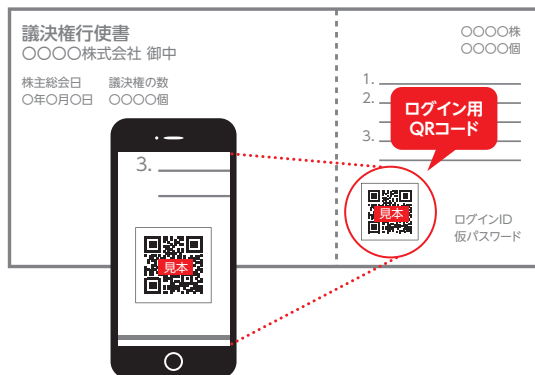 議決権行使書
○○○○株式会社 御中
株主総会日 議決権の数
○年○月○日 ○○○○個
○○○○株
○○○○個
1.
2.
3.
ログイン用
QRコード
見本
ログインID
仮パスワード
3.
見本